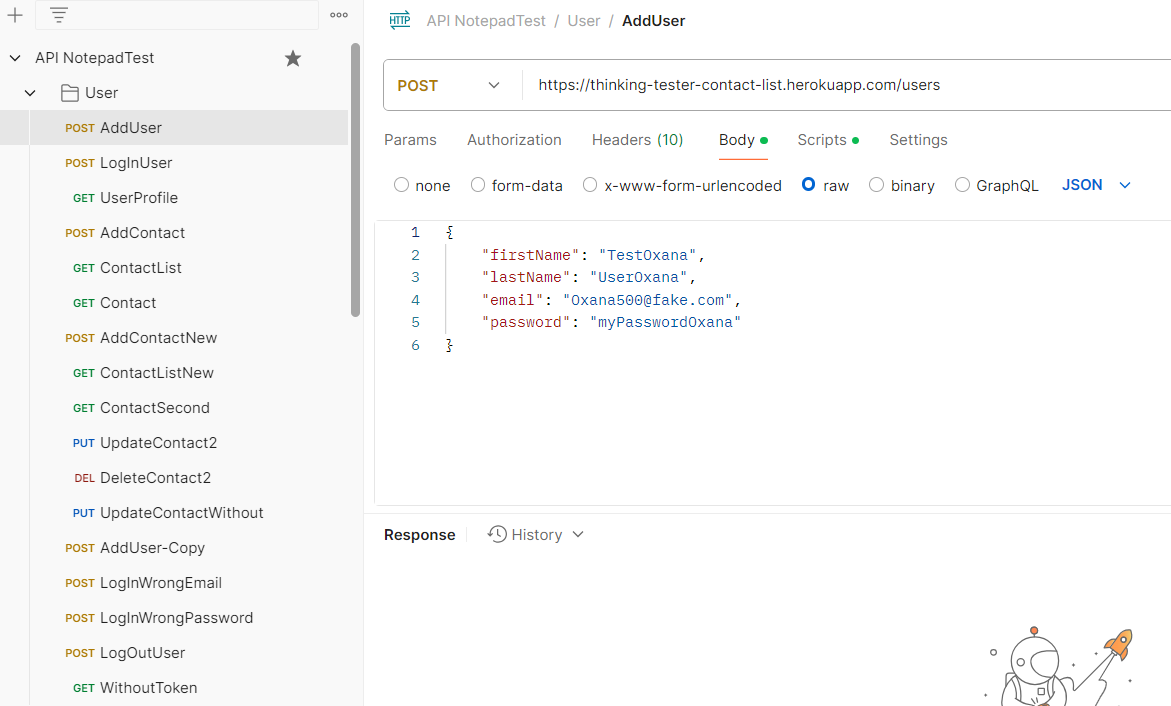 API NotepadTest
User
POST AddUser
POST LogInUser
GET UserProfile
POST AddContact
GET ContactList
GET Contact
POST AddContactNew
GET ContactListNew
GET ContactSecond
PUT UpdateContact2
DEL DeleteContact2
PUT UpdateContactWithout
POST AddUser-Copy
POST LogInWrongEmail
POST LogInWrongPassword
POST LogOutUser
GET WithoutToken
HTTP API NotepadTest / User / AddUser
POST https://thinking-tester-contact-list.herokuapp.com/users
Params Authorization Headers (10) Body Scripts Settings
none form-data x-www-form-urlencoded raw binary GraphQL JSON
1 {
2 "firstName": "TestOxana",
3 "lastName": "UserOxana",
4 "email": "Oxana500@fake.com",
5 "password": "myPasswordOxana"
6 }
Response History